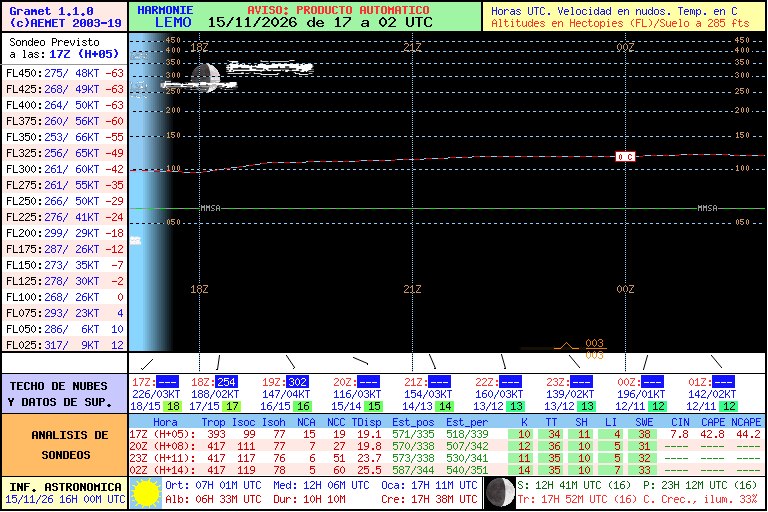 Gramet 1.1.0
(c)AEMET 2003-19
HARMONIE
LEMO
AVISO: PRODUCTO AUTOMATICO
15/11/2026 de 17 a 02 UTC
Horas UTC. Velocidad en nudos. Temp. en C
Altitudes en Hectopies (FL)/Suelo a 285 fts
Sondeo Previsto
a las: 17Z (H+05)
FL450: 275/ 48KT -63
FL425: 268/ 49KT -63
FL400: 264/ 50KT -63
FL375: 260/ 56KT -60
FL350: 253/ 66KT -55
FL325: 256/ 65KT -49
FL300: 261/ 60KT -42
FL275: 261/ 55KT -35
FL250: 266/ 50KT -29
FL225: 276/ 41KT -24
FL200: 299/ 29KT -18
FL175: 287/ 26KT -12
FL150: 273/ 35KT -7
FL125: 278/ 30KT -2
FL100: 268/ 26KT 0
FL075: 293/ 23KT 4
FL050: 286/ 6KT 10
FL025: 317/ 9KT 12
18Z 21Z 00Z
450 450
400 400
350 350
300 300
250 250
200 200
150 150
100 100
050 050
0 C
MMSA MMSA
18Z 21Z 00Z
003
003
TECHO DE NUBES
Y DATOS DE SUP.
17Z: --- 18Z: 254 19Z: 302 20Z: --- 21Z: --- 22Z: --- 23Z: --- 00Z: --- 01Z: ---
226/03KT 188/02KT 147/04KT 116/03KT 154/03KT 160/03KT 139/02KT 196/01KT 142/02KT
18/15 18 17/15 17 16/15 16 15/14 15 14/13 14 13/12 13 13/12 13 12/11 12 12/11 12
ANALISIS DE
SONDEOS
Hora Trop Isoc Isoh NCA NCC TDisp Est_pos Est_per K TT SH LI SWE CIN CAPE NCAPE
17Z (H+05): 393 99 77 15 19 19.1 571/335 518/339 10 34 11 4 38 7.8 42.8 44.2
20Z (H+08): 417 111 77 7 27 19.8 570/338 507/351 12 36 10 5 31 ---- ---- ----
23Z (H+11): 417 117 76 6 51 23.7 573/338 530/341 11 35 10 5 32 ---- ---- ----
02Z (H+14): 417 119 78 5 60 25.5 587/344 540/342 14 35 10 7 33 ---- ---- ----
INF. ASTRONOMICA
15/11/26 16H 00M UTC
Ort: 07H 01M UTC Med: 12H 06M UTC Oca: 17H 11M UTC
Alb: 06H 33M UTC Dur: 10H 10M Cre: 17H 38M UTC
S: 12H 41M UTC (16) P: 23H 12M UTC (16)
Tr: 17H 52M UTC (16) C. Crec., ilum. 33%